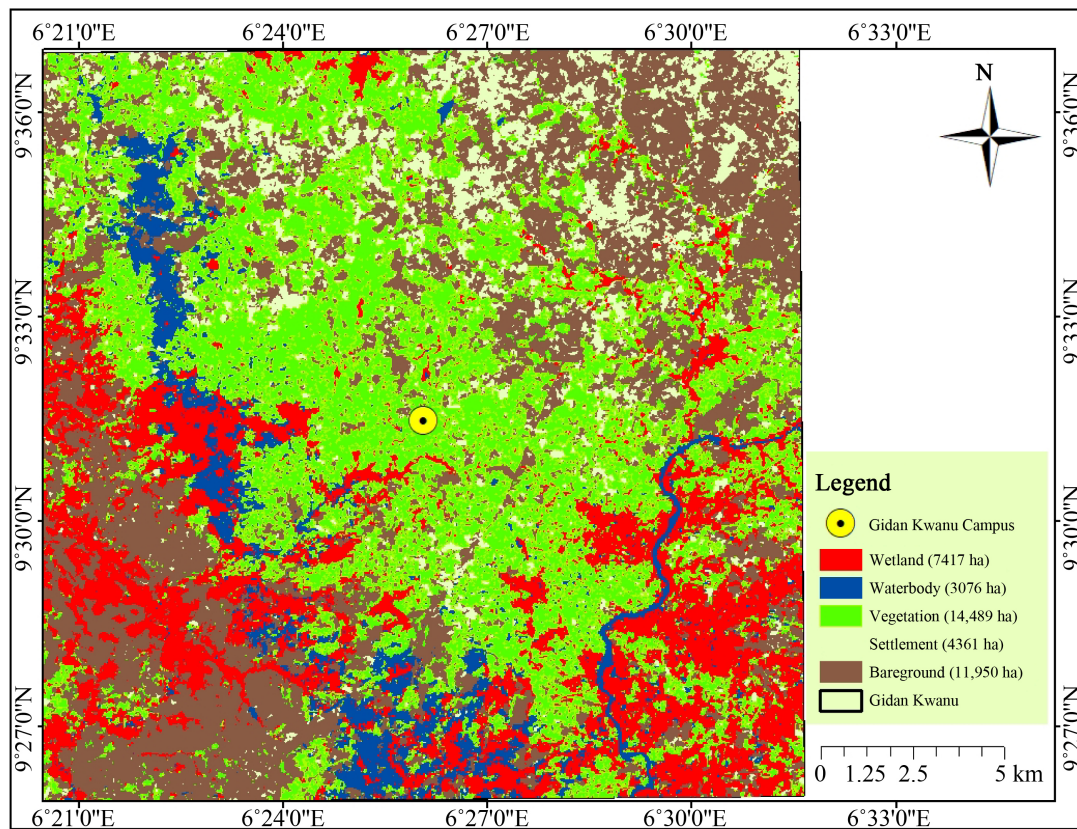 6°21'0"E 6°24'0"E 6°27'0"E 6°30'0"E 6°33'0"E
N
9°36'0"N 9°36'0"N
9°33'0"N 9°33'0"N
9°30'0"N 9°30'0"N
9°27'0"N 9°27'0"N
Legend
Gidan Kwanu Campus
Wetland (7417 ha)
Waterbody (3076 ha)
Vegetation (14,489 ha)
Settlement (4361 ha)
Bareground (11,950 ha)
Gidan Kwanu
0 1.25 2.5 5 km
6°21'0"E 6°24'0"E 6°27'0"E 6°30'0"E 6°33'0"E